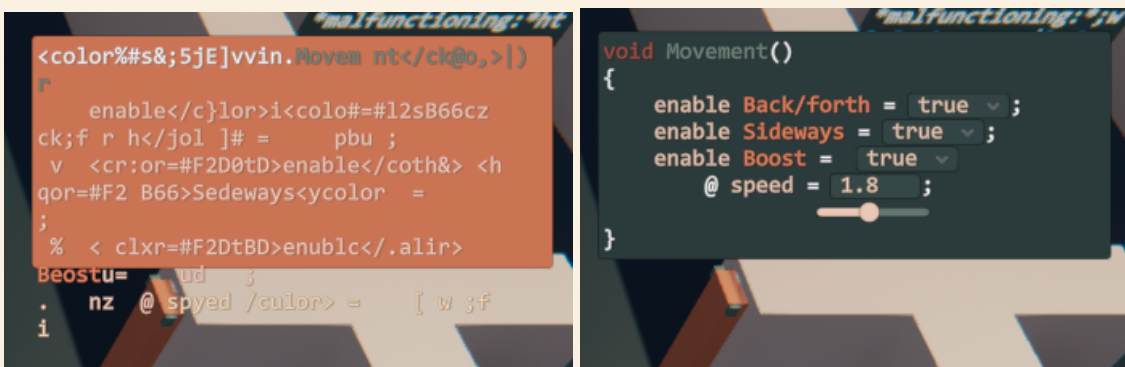 "malfunctioning:"ht
<color%#s&;5jE]vvin.Movem nt</ck@o,>|)
r
enable</c}lor>i<colo#=#l2sB66cz
ck;f r h</jol ]# = pbu ;
v <cr:or=#F2D0tD>enable</coth&> <h
qor=#F2 B66>Sedeways<ycolor =
;
% < clxr=#F2DtBD>enublc</.alir>
Beostu= ud ;
. nz @ spyed /culor> = [ w ;f
i
"malfunctioning:";w
void Movement()
{
enable Back/forth = true ;
enable Sideways = true ;
enable Boost = true
@ speed = 1.8 ;
}